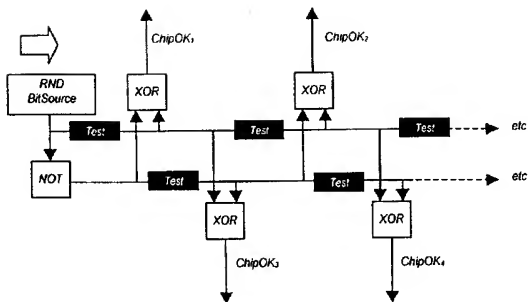 ChipOK₁
ChipOK₂
RND
BitSource
XOR
XOR
Test
Test
Test
etc
NOT
Test
Test
etc
XOR
XOR
ChipOK₃
ChipOK₄